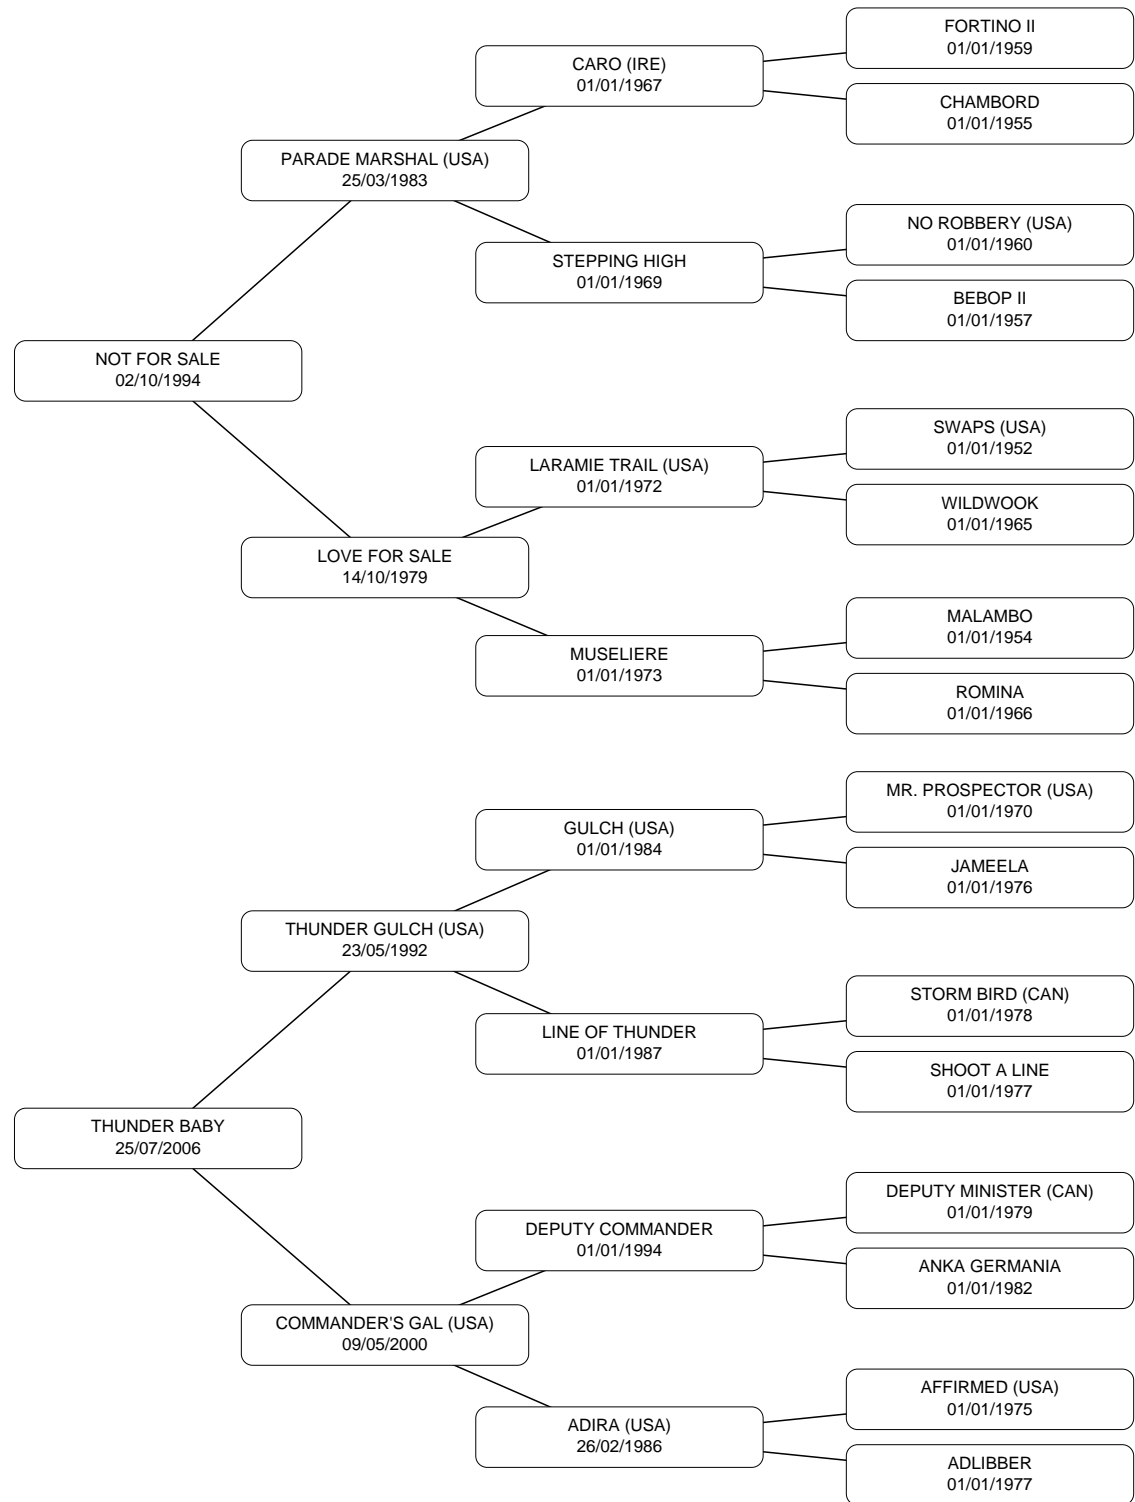 FORTINO II
01/01/1959
CARO (IRE)
01/01/1967
CHAMBORD
01/01/1955
PARADE MARSHAL (USA)
25/03/1983
NO ROBBERY (USA)
01/01/1960
STEPPING HIGH
01/01/1969
BEBOP II
01/01/1957
NOT FOR SALE
02/10/1994
SWAPS (USA)
01/01/1952
LARAMIE TRAIL (USA)
01/01/1972
WILDWOOK
01/01/1965
LOVE FOR SALE
14/10/1979
MALAMBO
01/01/1954
MUSELIERE
01/01/1973
ROMINA
01/01/1966
MR. PROSPECTOR (USA)
01/01/1970
GULCH (USA)
01/01/1984
JAMEELA
01/01/1976
THUNDER GULCH (USA)
23/05/1992
STORM BIRD (CAN)
01/01/1978
LINE OF THUNDER
01/01/1987
SHOOT A LINE
01/01/1977
THUNDER BABY
25/07/2006
DEPUTY MINISTER (CAN)
01/01/1979
DEPUTY COMMANDER
01/01/1994
ANKA GERMANIA
01/01/1982
COMMANDER'S GAL (USA)
09/05/2000
AFFIRMED (USA)
01/01/1975
ADIRA (USA)
26/02/1986
ADLIBBER
01/01/1977